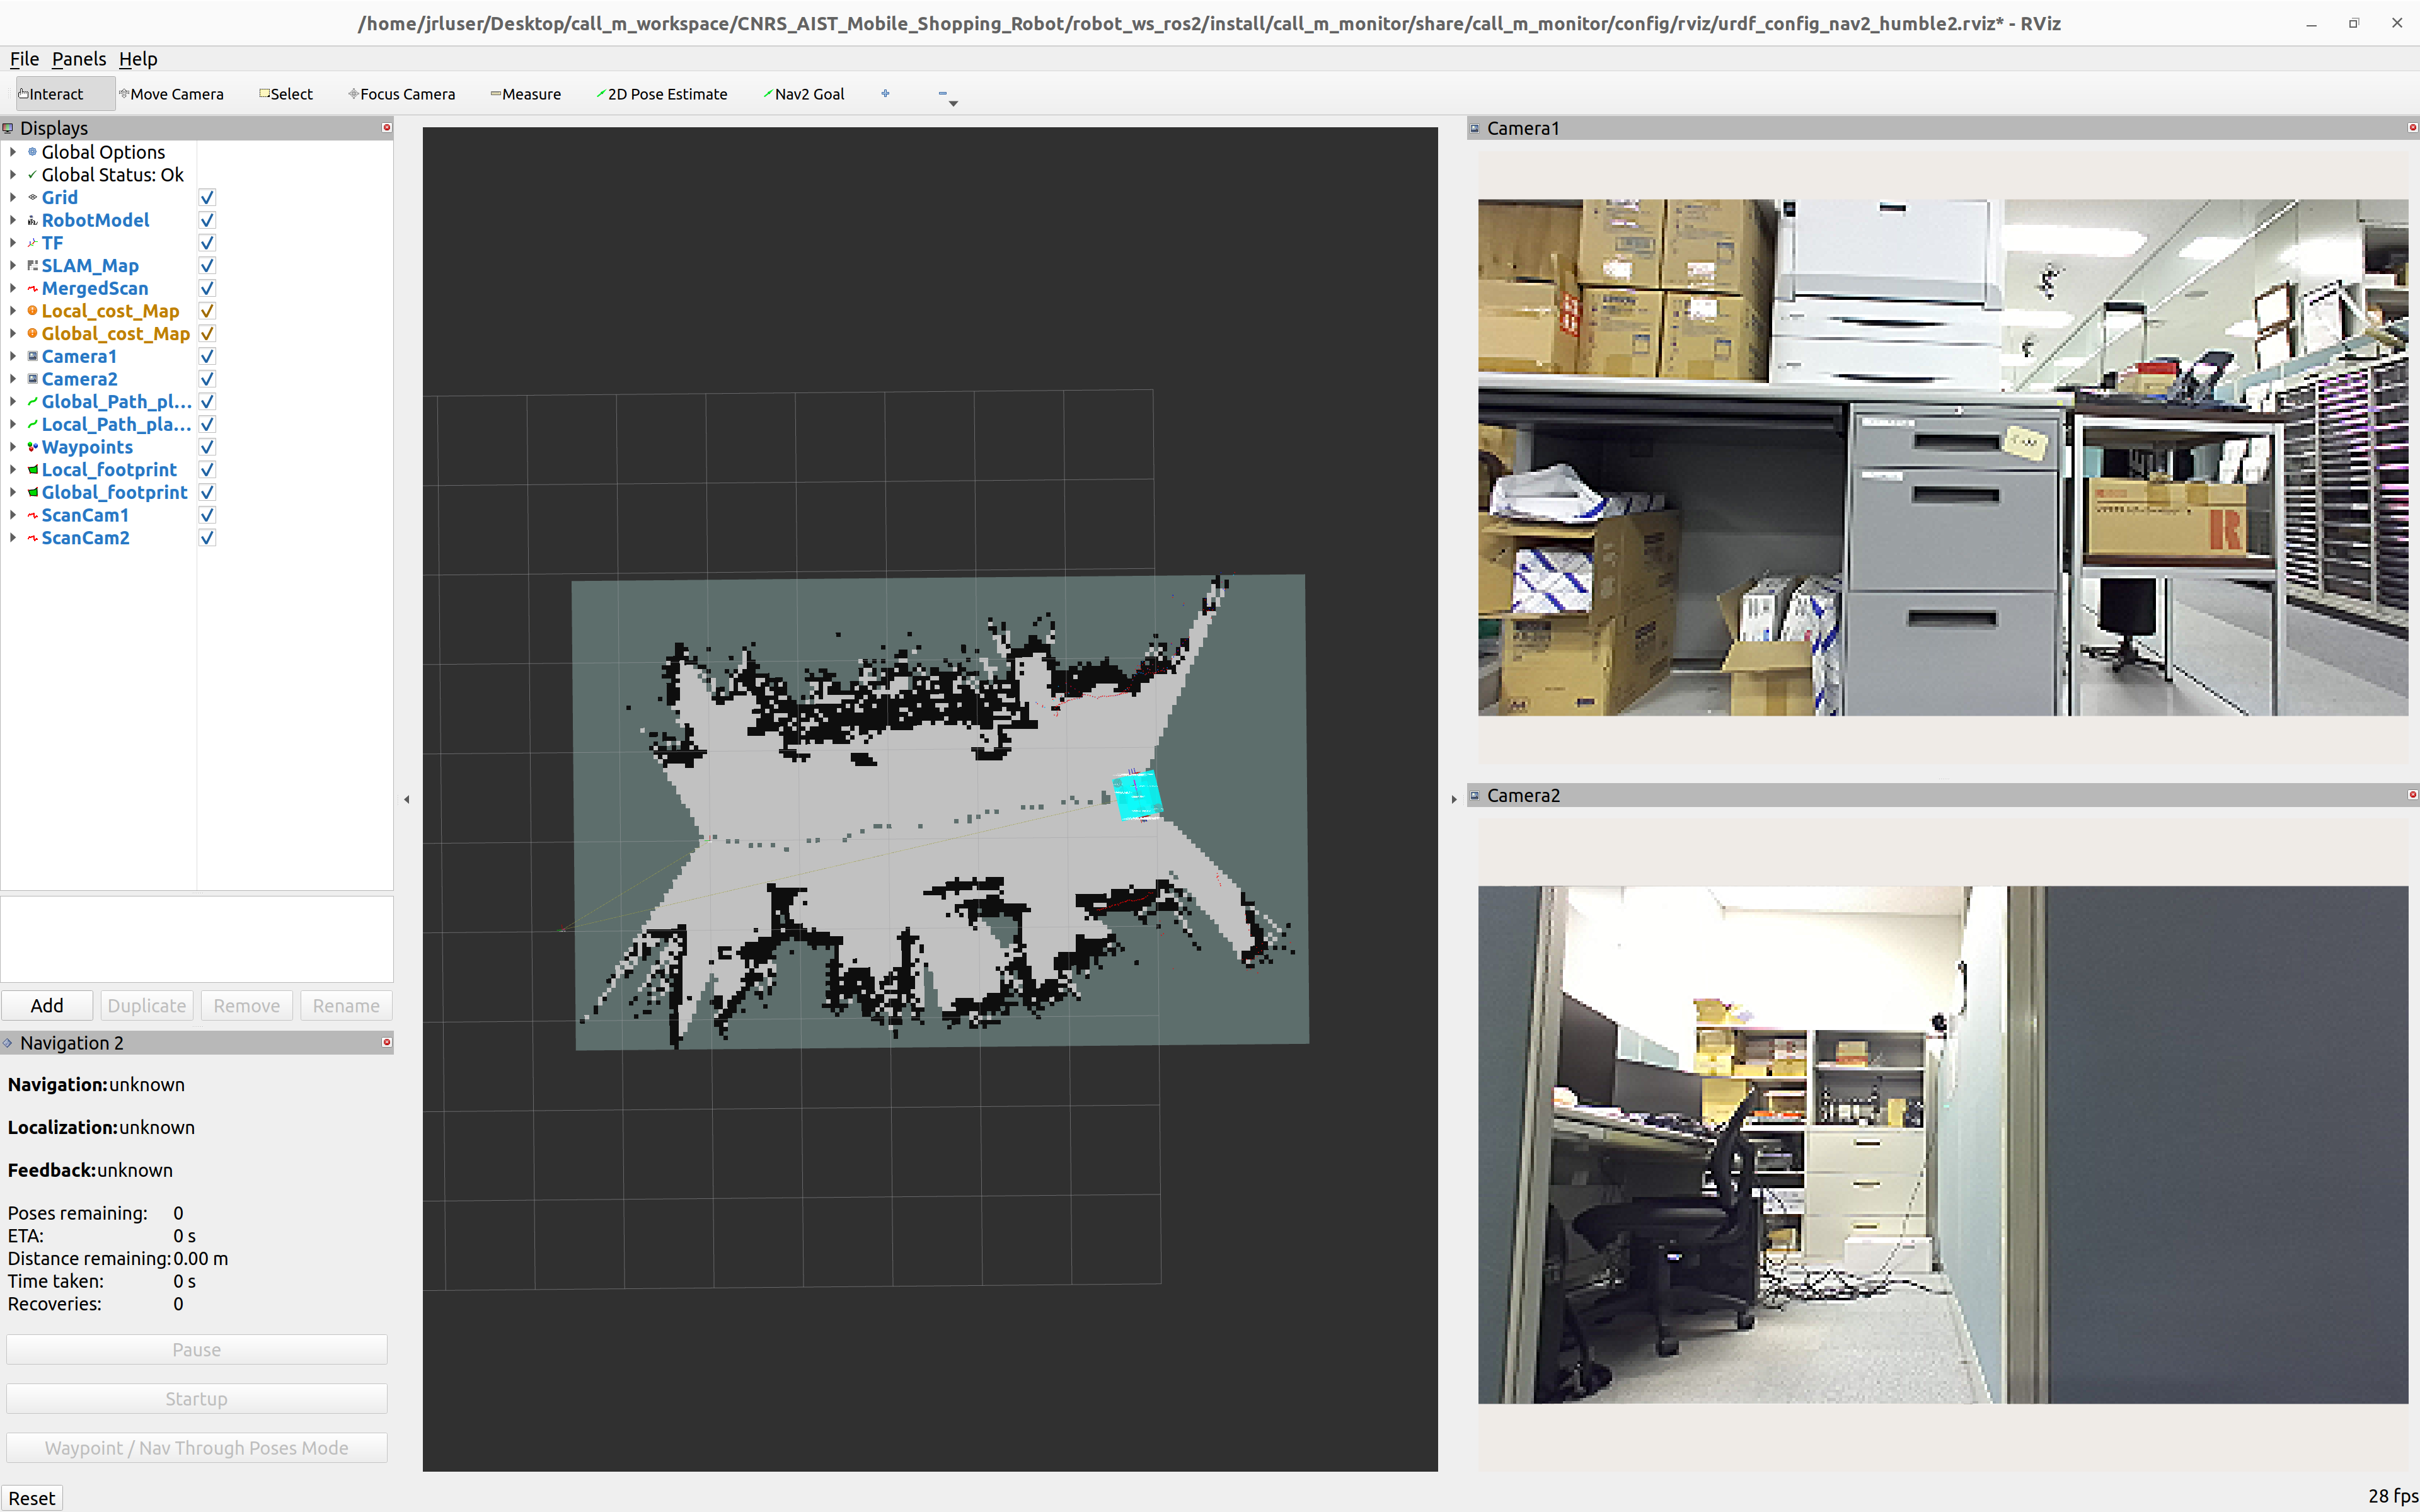 /home/jrluser/Desktop/call_m_workspace/CNRS_AIST_Mobile_Shopping_Robot/robot_ws_ros2/install/call_m_monitor/share/call_m_monitor/config/rviz/urdf_config_nav2_humble2.rviz* - RViz
File Panels Help
Interact Move Camera Select Focus Camera Measure 2D Pose Estimate Nav2 Goal
Displays
Global Options
Global Status: Ok
Grid
RobotModel
TF
SLAM_Map
MergedScan
Local_cost_Map
Global_cost_Map
Camera1
Camera2
Global_Path_pl...
Local_Path_pla...
Waypoints
Local_footprint
Global_footprint
ScanCam1
ScanCam2
Add Duplicate Remove Rename
Navigation 2
Navigation: unknown
Localization: unknown
Feedback: unknown
Poses remaining: 0
ETA: 0 s
Distance remaining: 0.00 m
Time taken: 0 s
Recoveries: 0
Pause
Startup
Waypoint / Nav Through Poses Mode
Reset
Camera1
R
Camera2
28 fps